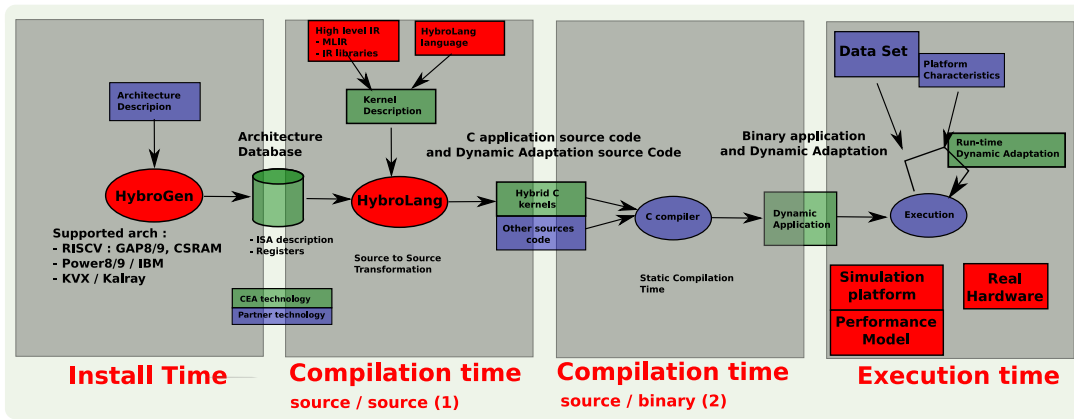 High level IR
- MLIR
- IR libraries
HybroLang
language
Data Set
Platform
Characteristics
Architecture
Descripion
Kernel
Description
Architecture
Database
C application source code
and Dynamic Adaptation source Code
Binary application
and Dynamic Adaptation
Run-time
Dynamic Adaptation
HybroGen
HybroLang
Hybrid C
kernels
Other sources
code
C compiler
Dynamic
Application
Execution
Supported arch :
- RISCV : GAP8/9, CSRAM
- Power8/9 / IBM
- KVX / Kalray
- ISA description
- Registers
Source to Source
Transformation
Static Compilation
Time
Simulation
platform
Performance
Model
Real
Hardware
CEA technology
Partner technology
Install Time
Compilation time
source / source (1)
Compilation time
source / binary (2)
Execution time